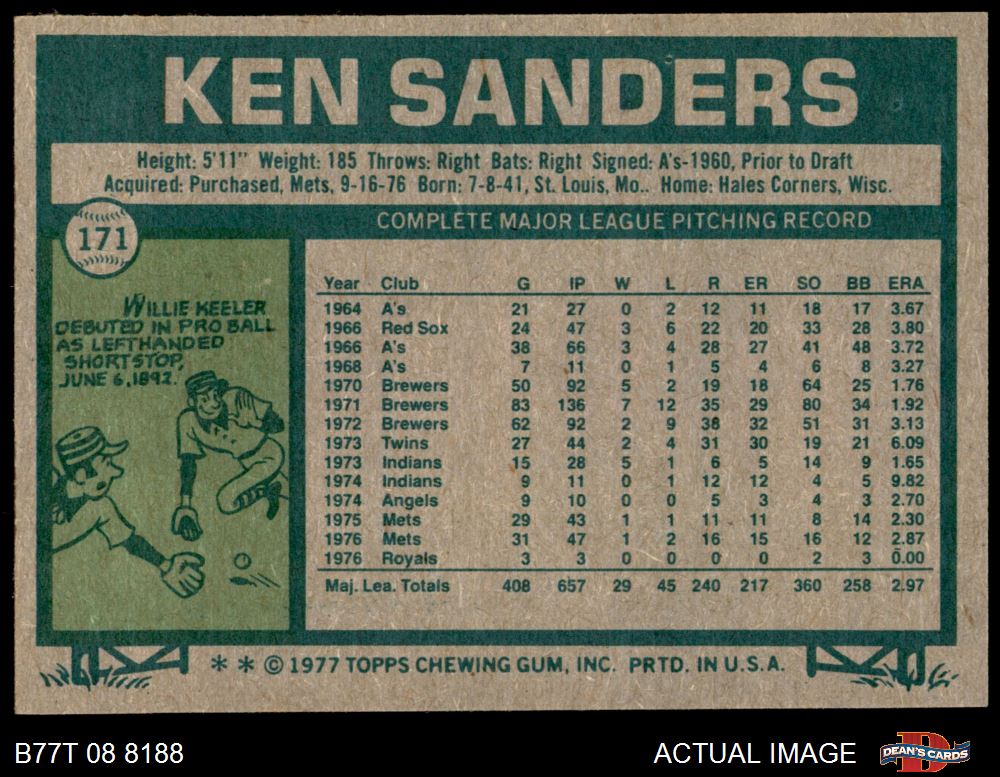 KEN SANDERS
Height: 5'11" Weight: 185 Throws: Right Bats: Right Signed: A's-1960, Prior to Draft
Acquired: Purchased, Mets, 9-16-76 Born: 7-8-41, St. Louis, Mo.. Home: Hales Corners, Wisc.
171
COMPLETE MAJOR LEAGUE PITCHING RECORD
WILLIE KEELER
DEBUTED IN PRO BALL
AS LEFTHANDED
SHORTSTOP,
JUNE 6, 1892.
Year Club G IP W L R ER SO BB ERA
1964 A's 21 27 0 2 12 11 18 17 3.67
1966 Red Sox 24 47 3 6 22 20 33 28 3.80
1966 A's 38 66 3 4 28 27 41 48 3.72
1968 A's 7 11 0 1 5 4 6 8 3.27
1970 Brewers 50 92 5 2 19 18 64 25 1.76
1971 Brewers 83 136 7 12 35 29 80 34 1.92
1972 Brewers 62 92 2 9 38 32 51 31 3.13
1973 Twins 27 44 2 4 31 30 19 21 6.09
1973 Indians 15 28 5 1 6 5 14 9 1.65
1974 Indians 9 11 0 1 12 12 4 5 9.82
1974 Angels 9 10 0 0 5 3 4 3 2.70
1975 Mets 29 43 1 1 11 11 8 14 2.30
1976 Mets 31 47 1 2 16 15 16 12 2.87
1976 Royals 3 3 0 0 0 0 2 3 0.00
Maj. Lea. Totals 408 657 29 45 240 217 360 258 2.97
* * © 1977 TOPPS CHEWING GUM, INC. PRTD. IN U.S.A.
B77T 08 8188
ACTUAL IMAGE
DEAN'S CARDS